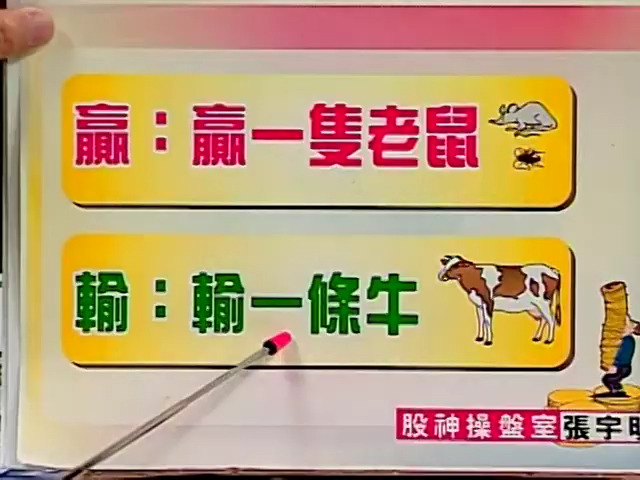 贏：贏一隻老鼠
輸：輸一條牛
股神操盤室 張宇